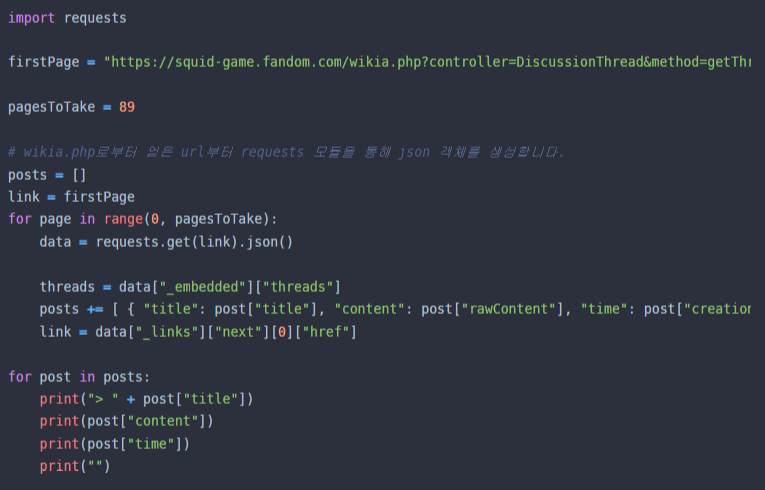 import requests
firstPage = "https://squid-game.fandom.com/wikia.php?controller=DiscussionThread&method=getThr
pagesToTake = 89
# wikia.php로부터 얻은 url부터 requests 모듈을 통해 json 객체를 생성합니다.
posts = []
link = firstPage
for page in range(0, pagesToTake):
    data = requests.get(link).json()
    threads = data["_embedded"]["threads"]
    posts += [ { "title": post["title"], "content": post["rawContent"], "time": post["creation
    link = data["_links"]["next"][0]["href"]
for post in posts:
    print("> " + post["title"])
    print(post["content"])
    print(post["time"])
    print("")